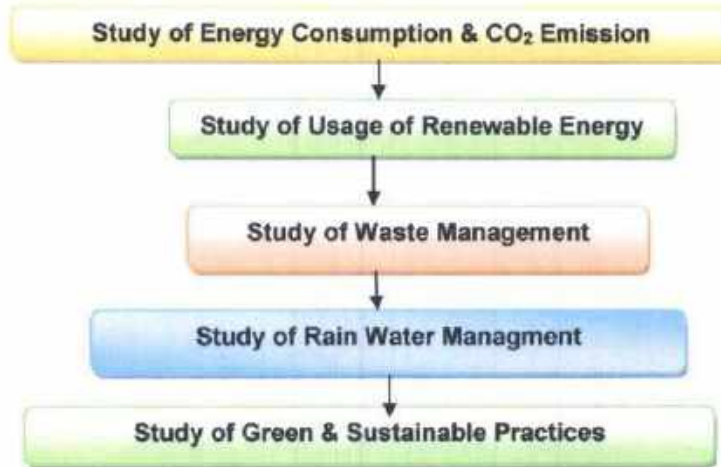 Study of Energy Consumption & CO₂ Emission
Study of Usage of Renewable Energy
Study of Waste Management
Study of Rain Water Managment
Study of Green & Sustainable Practices